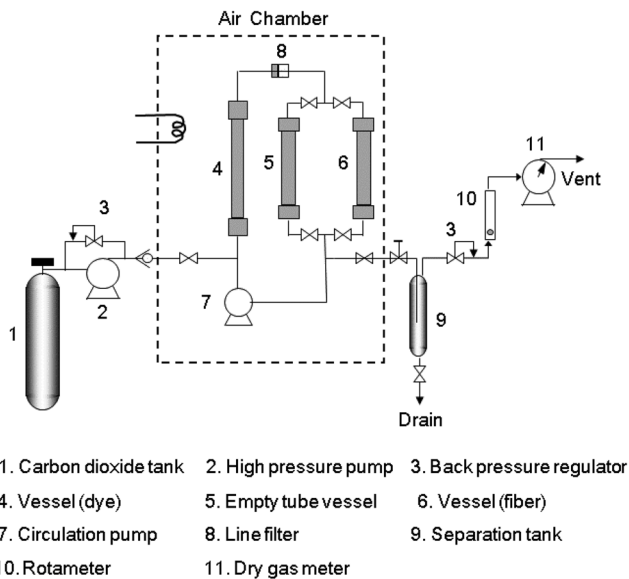 Air Chamber
8
11
3
4
5
6
10
Vent
3
2
7
1
9
Drain
1. Carbon dioxide tank 2. High pressure pump 3. Back pressure regulator
4. Vessel (dye) 5. Empty tube vessel 6. Vessel (fiber)
7. Circulation pump 8. Line filter 9. Separation tank
10. Rotameter 11. Dry gas meter